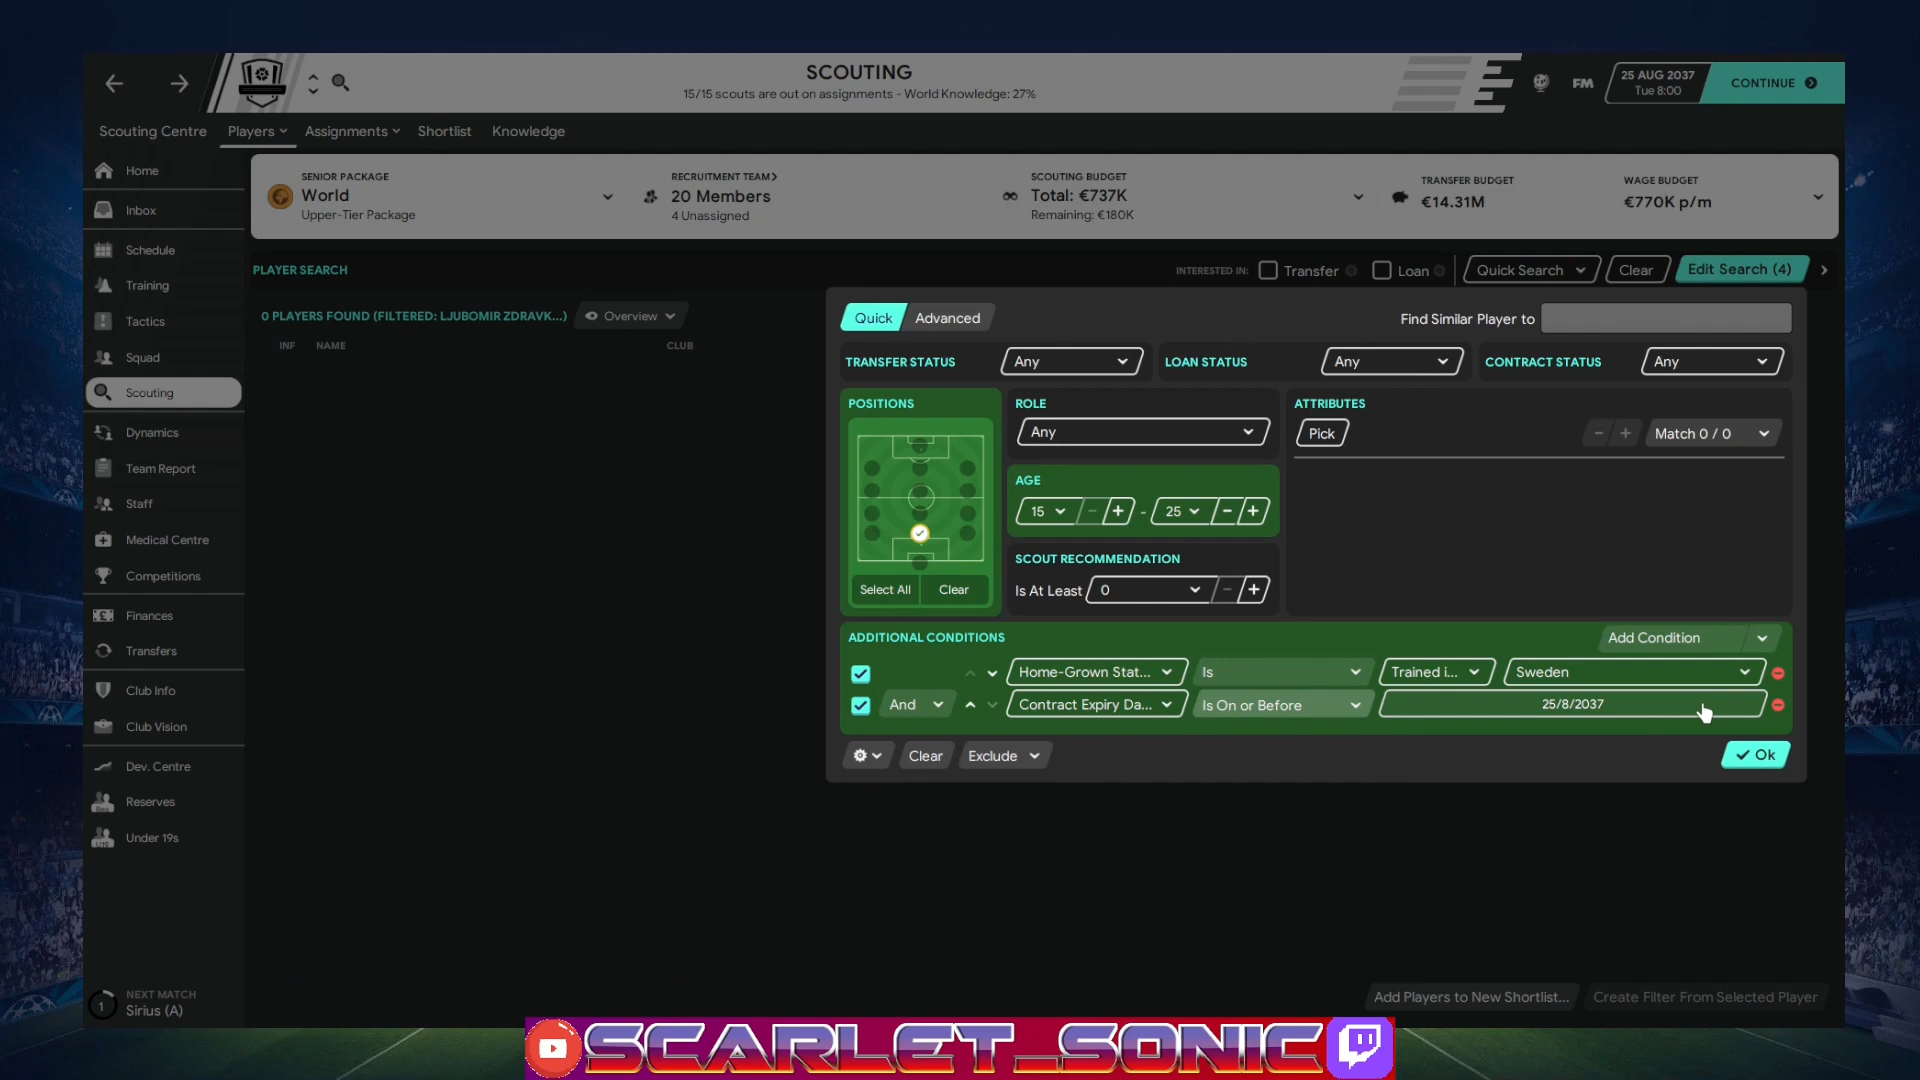 SCOUTING
15/15 scouts are out on assignments - World Knowledge: 27%
FM
25 AUG 2037
Tue 8:00
CONTINUE
Scouting Centre
Players
Assignments
Shortlist
Knowledge
Home
Inbox
Schedule
Training
Tactics
Squad
Scouting
Dynamics
Team Report
Staff
Medical Centre
Competitions
Finances
Transfers
Club Info
Club Vision
Dev. Centre
Reserves
Under 19s
1
NEXT MATCH
Sirius (A)
SENIOR PACKAGE
World
Upper-Tier Package
RECRUITMENT TEAM
20 Members
4 Unassigned
SCOUTING BUDGET
Total: €737K
Remaining: €180K
TRANSFER BUDGET
€14.31M
WAGE BUDGET
€770K p/m
PLAYER SEARCH
INTERESTED IN:
Transfer
Loan
Quick Search
Clear
Edit Search (4)
0 PLAYERS FOUND (FILTERED: LJUBOMIR ZDRAVK...)
Overview
INF NAME CLUB
Quick
Advanced
Find Similar Player to
TRANSFER STATUS
Any
LOAN STATUS
Any
CONTRACT STATUS
Any
POSITIONS
Select All
Clear
ROLE
Any
AGE
15 - + - 25 - +
SCOUT RECOMMENDATION
Is At Least 0 - +
ATTRIBUTES
Pick
- + Match 0 / 0
ADDITIONAL CONDITIONS
Add Condition
Home-Grown Stat... Is Trained i... Sweden
And Contract Expiry Da... Is On or Before 25/8/2037
Clear
Exclude
Ok
Add Players to New Shortlist...
Create Filter From Selected Player
SCARLET_SONIC